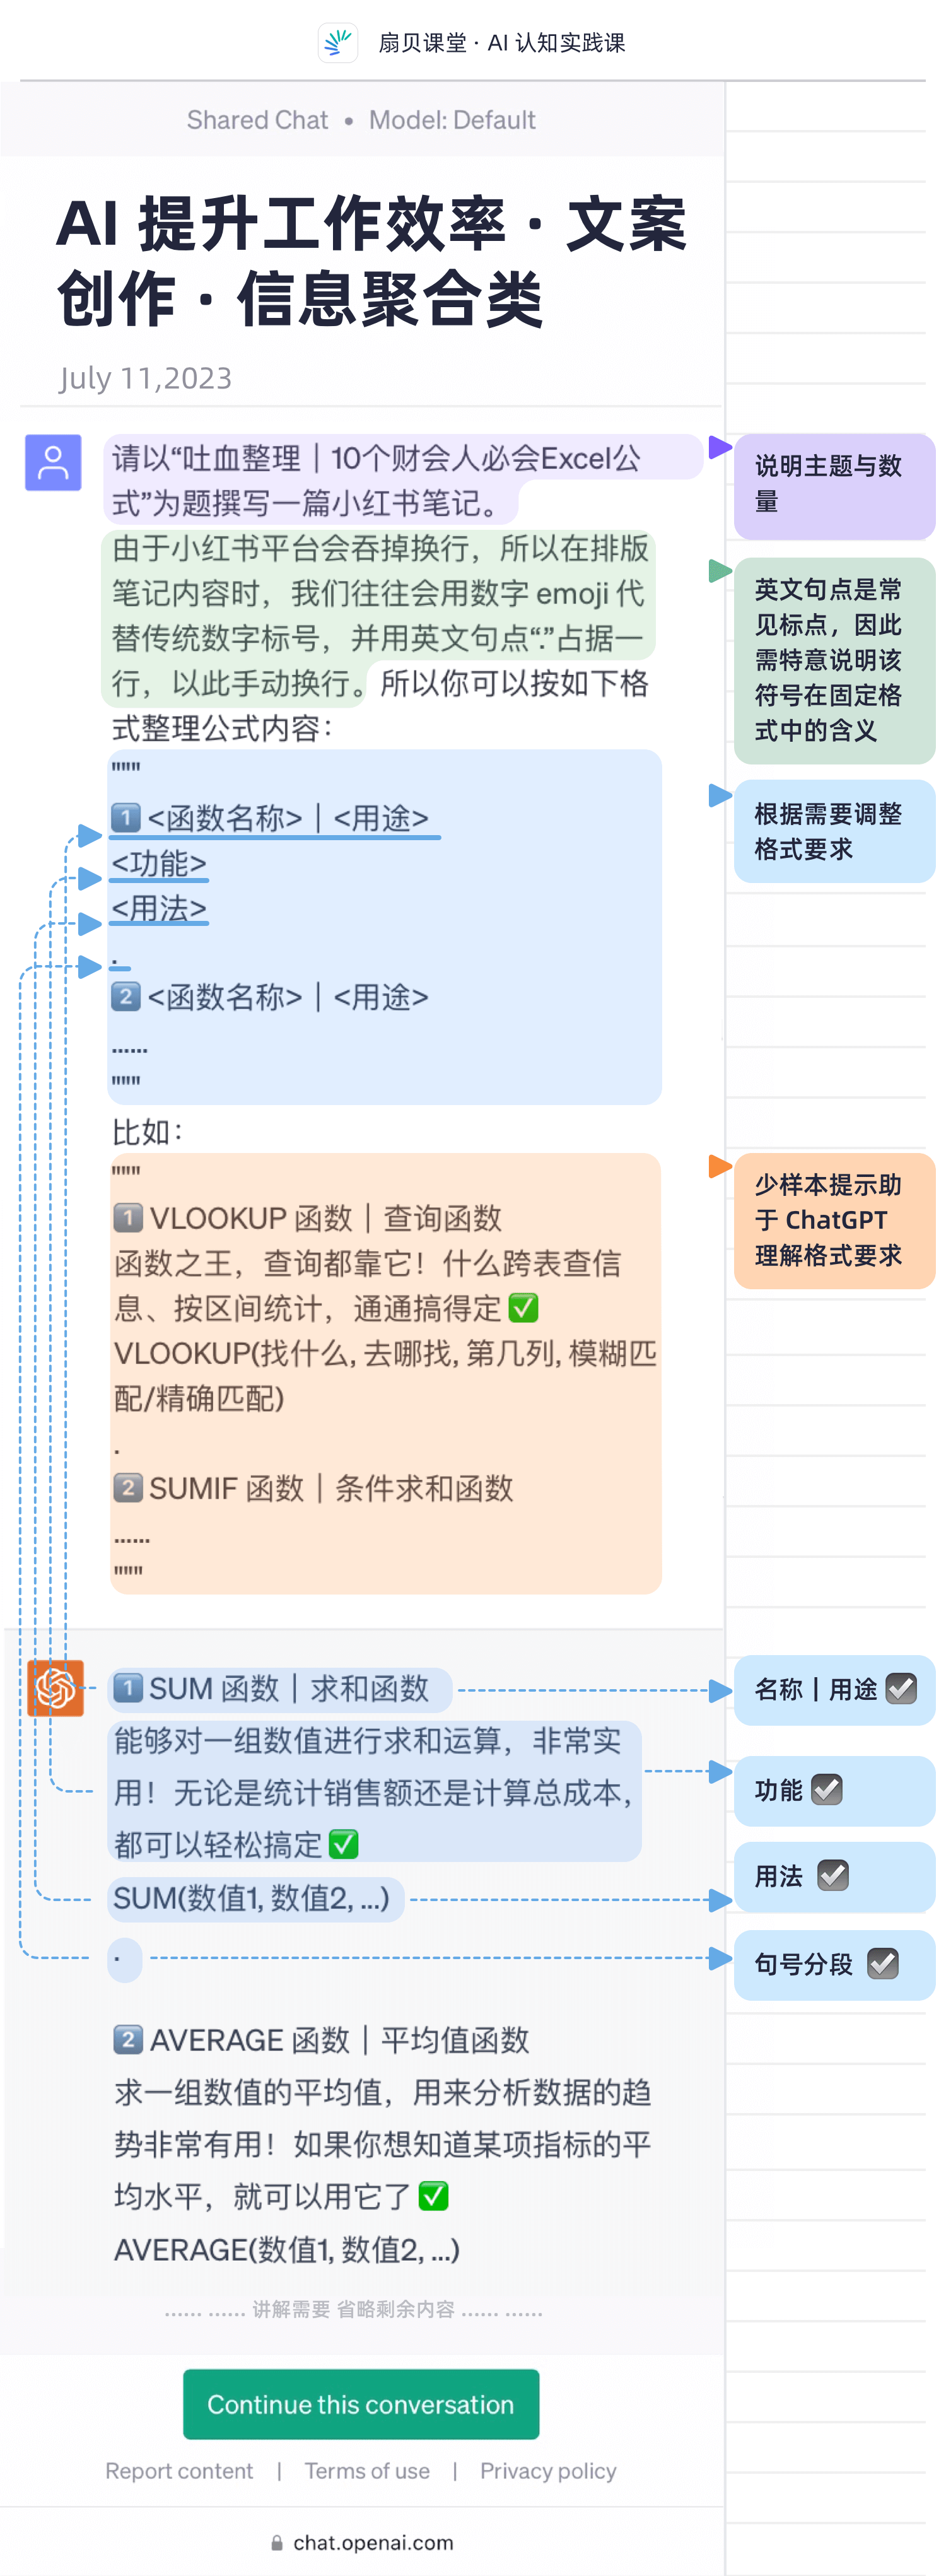 扇贝课堂 · AI 认知实践课
Shared Chat • Model: Default
AI 提升工作效率 · 文案
创作 · 信息聚合类
July 11,2023
请以“吐血整理｜10个财会人必会Excel公
式”为题撰写一篇小红书笔记。
说明主题与数
量
由于小红书平台会吞掉换行，所以在排版
笔记内容时，我们往往会用数字 emoji 代
替传统数字标号，并用英文句点“.”占据一
行，以此手动换行。所以你可以按如下格
式整理公式内容：
英文句点是常
见标点，因此
需特意说明该
符号在固定格
式中的含义
"""
1️⃣ <函数名称>｜<用途>
<功能>
<用法>
.
2️⃣ <函数名称>｜<用途>
……
"""
根据需要调整
格式要求
比如：
"""
1️⃣ VLOOKUP 函数｜查询函数
函数之王，查询都靠它！什么跨表查信
息、按区间统计，通通搞得定 ✅
VLOOKUP(找什么, 去哪找, 第几列, 模糊匹
配/精确匹配)
.
2️⃣ SUMIF 函数｜条件求和函数
……
"""
少样本提示助
于 ChatGPT
理解格式要求
1️⃣ SUM 函数｜求和函数
名称｜用途 ☑
能够对一组数值进行求和运算，非常实
用！无论是统计销售额还是计算总成本，
都可以轻松搞定 ✅
功能 ☑
SUM(数值1, 数值2, ...)
用法 ☑
.
句号分段 ☑
2️⃣ AVERAGE 函数｜平均值函数
求一组数值的平均值，用来分析数据的趋
势非常有用！如果你想知道某项指标的平
均水平，就可以用它了 ✅
AVERAGE(数值1, 数值2, ...)
…… …… 讲解需要 省略剩余内容 …… ……
Continue this conversation
Report content | Terms of use | Privacy policy
chat.openai.com